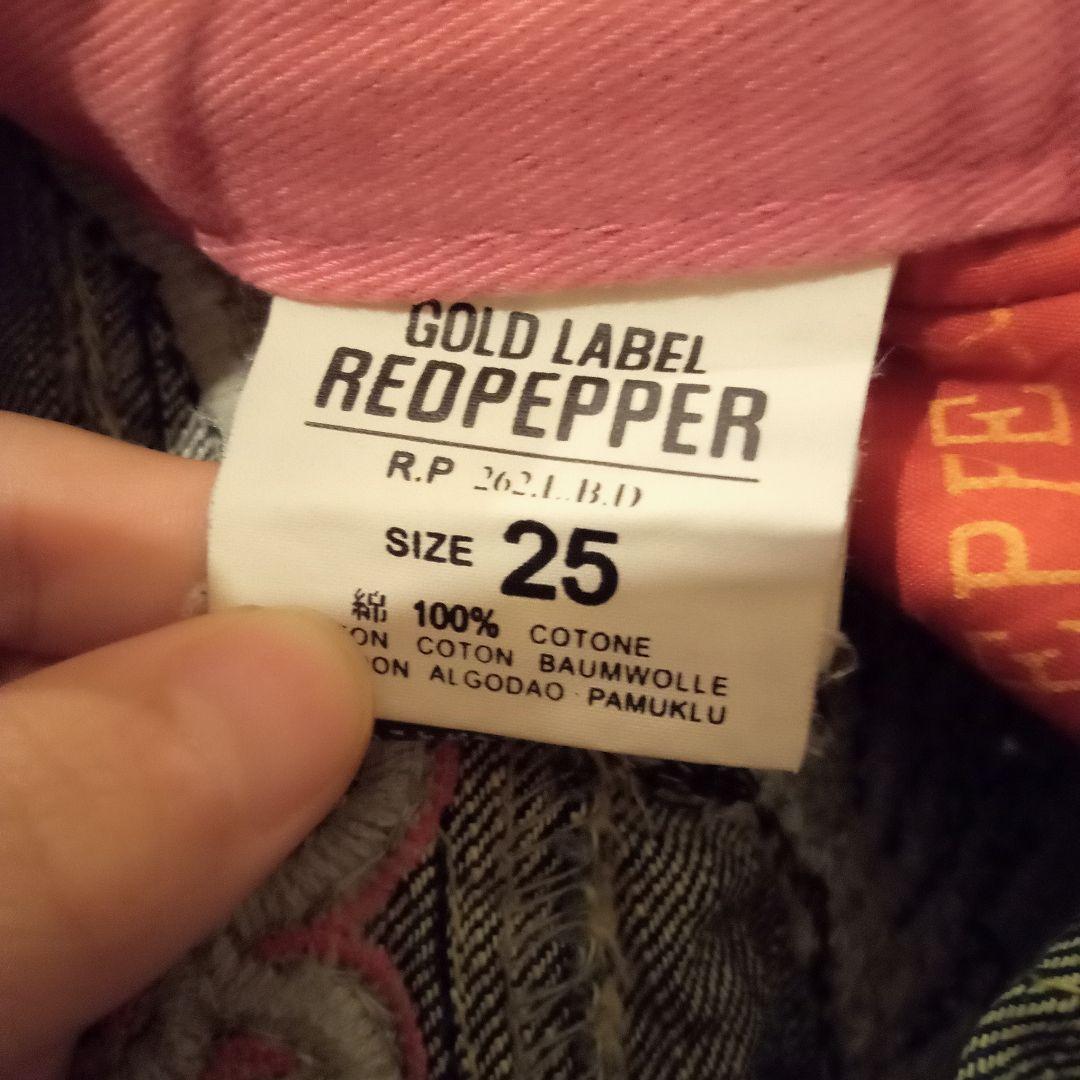 GOLD LABEL
REDPEPPER
R.P 262.L.B.D
SIZE 25
綿 100% COTONE
COTON BAUMWOLLE
ALGODAO · PAMUKLU